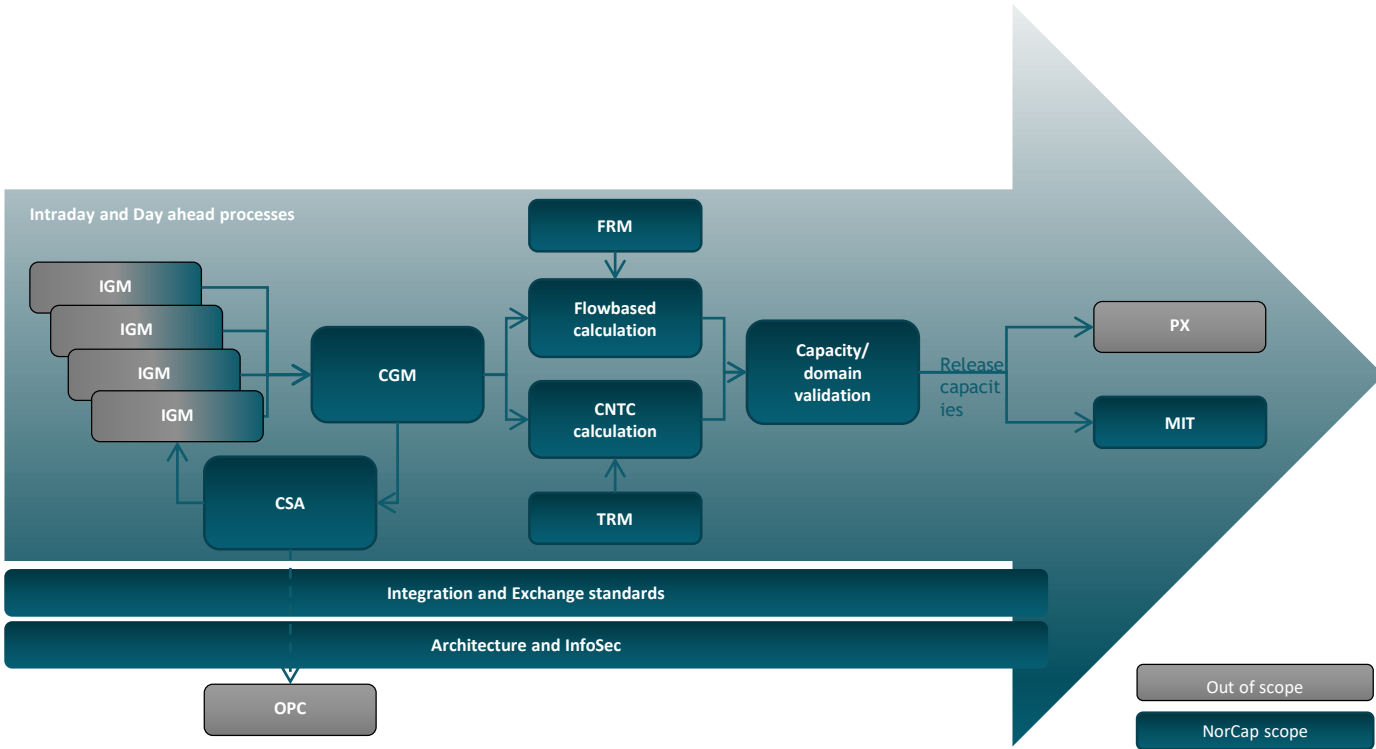 Intraday and Day ahead processes
FRM
IGM
IGM
IGM
IGM
Flowbased
calculation
CGM
Capacity/
domain
validation
Release
capacit
ies
PX
CNTC
calculation
MIT
CSA
TRM
Integration and Exchange standards
Architecture and InfoSec
OPC
Out of scope
NorCap scope